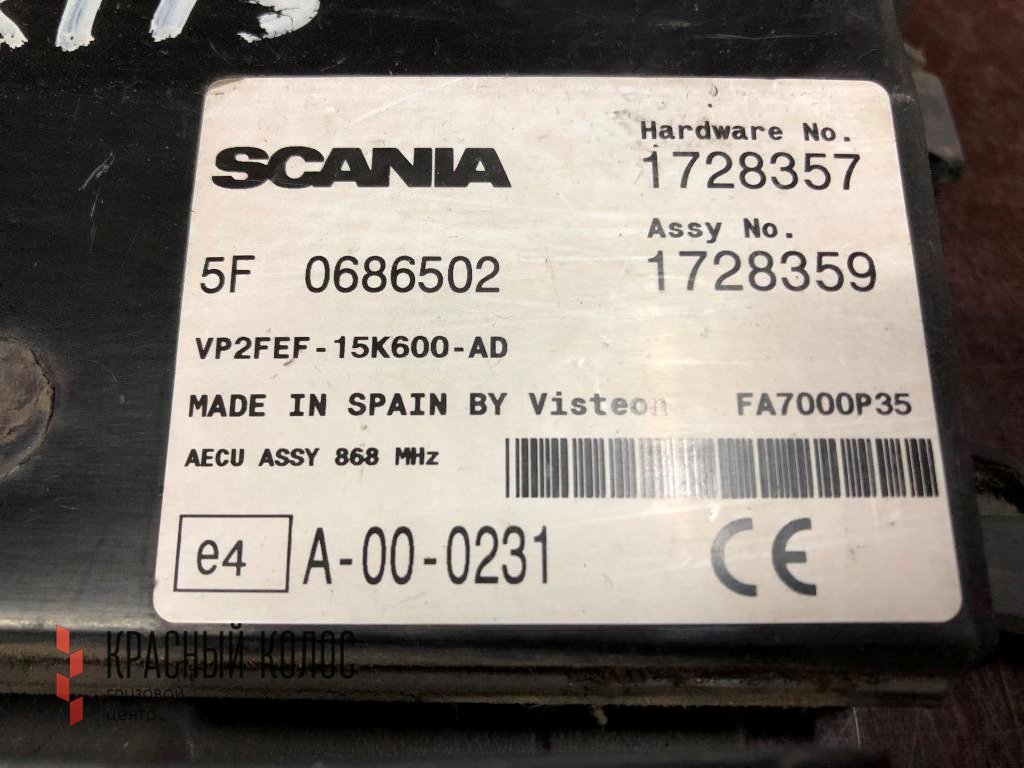 SCANIA
Hardware No.
1728357
Assy No.
5F 0686502
1728359
VP2FEF-15K600-AD
MADE IN SPAIN BY Visteon FA7000P35
AECU ASSY 868 MHz
e4 A-00-0231 CE
КРАСНЫЙ КОЛОС
грузовой
центр